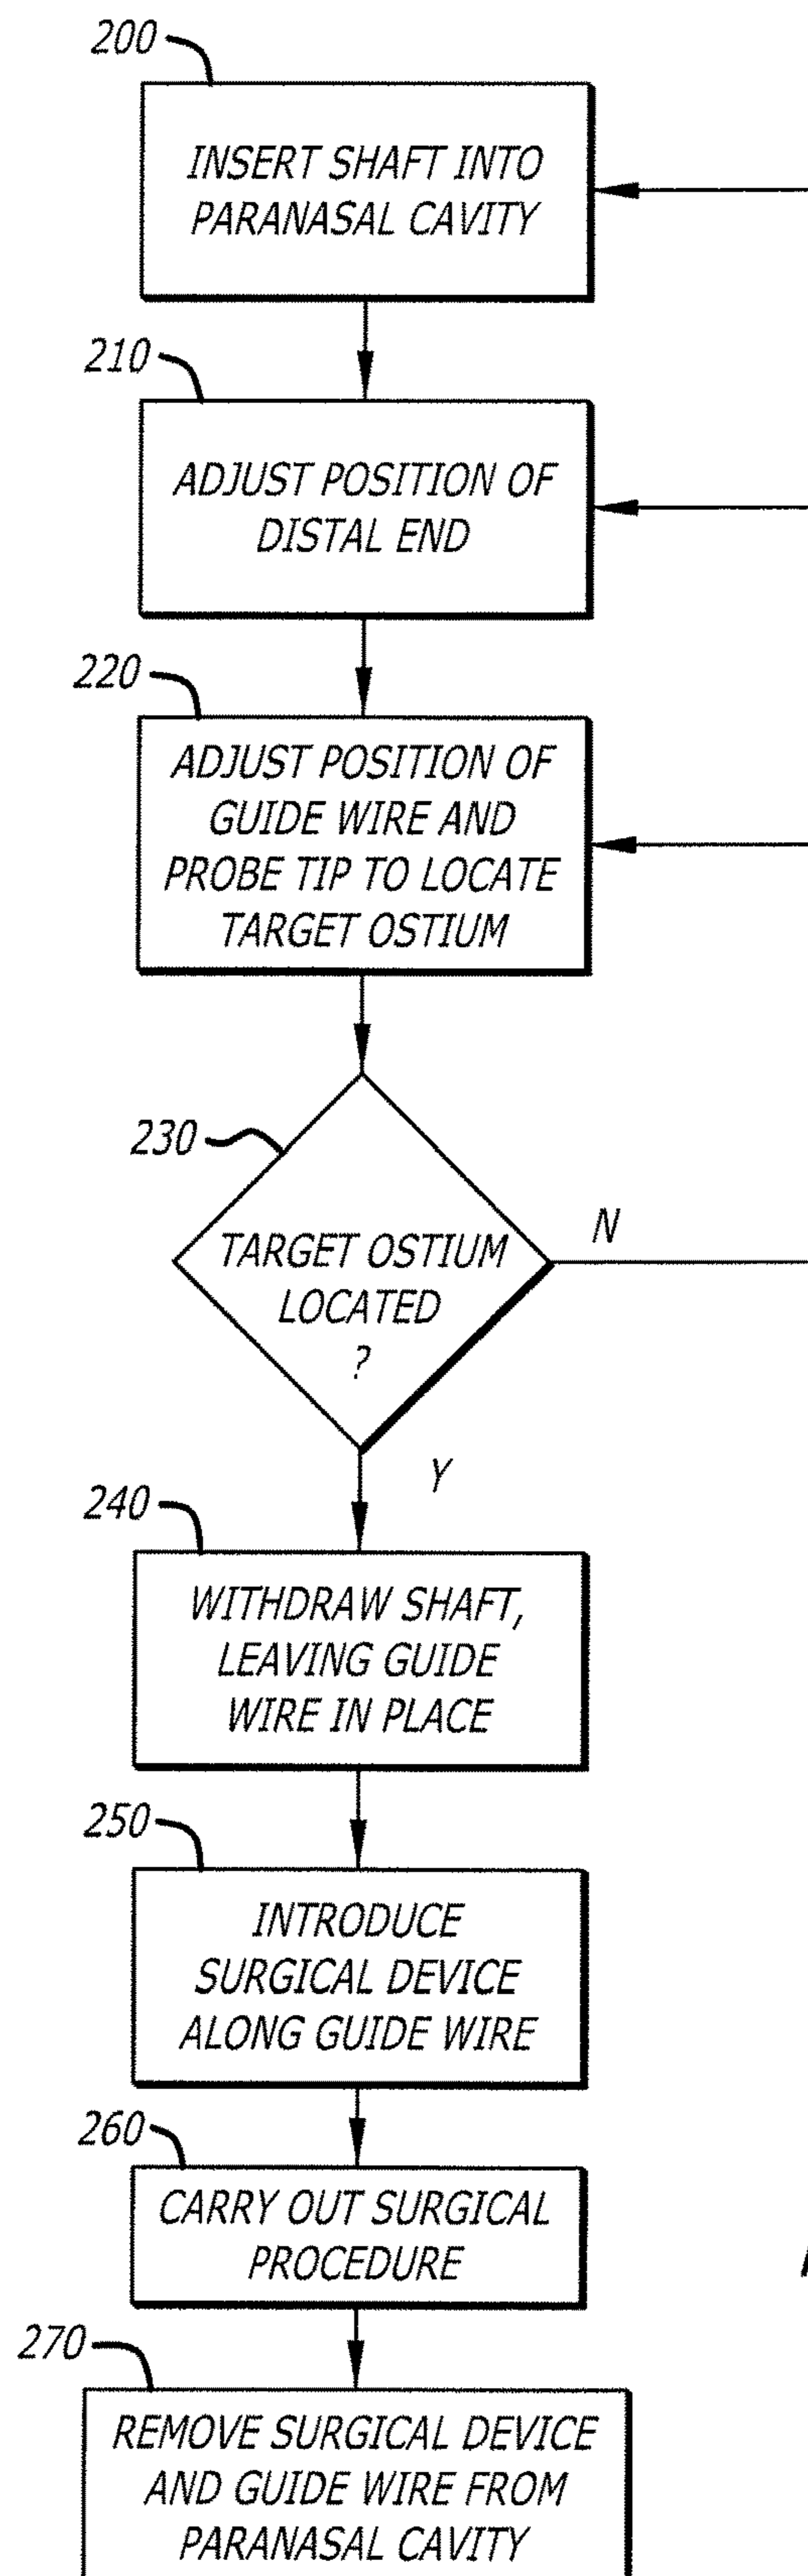 200
INSERT SHAFT INTO
PARANASAL CAVITY
210
ADJUST POSITION OF
DISTAL END
220
ADJUST POSITION OF
GUIDE WIRE AND
PROBE TIP TO LOCATE
TARGET OSTIUM
230
TARGET OSTIUM
LOCATED
?
N
Y
240
WITHDRAW SHAFT,
LEAVING GUIDE
WIRE IN PLACE
250
INTRODUCE
SURGICAL DEVICE
ALONG GUIDE WIRE
260
CARRY OUT SURGICAL
PROCEDURE
270
REMOVE SURGICAL DEVICE
AND GUIDE WIRE FROM
PARANASAL CAVITY